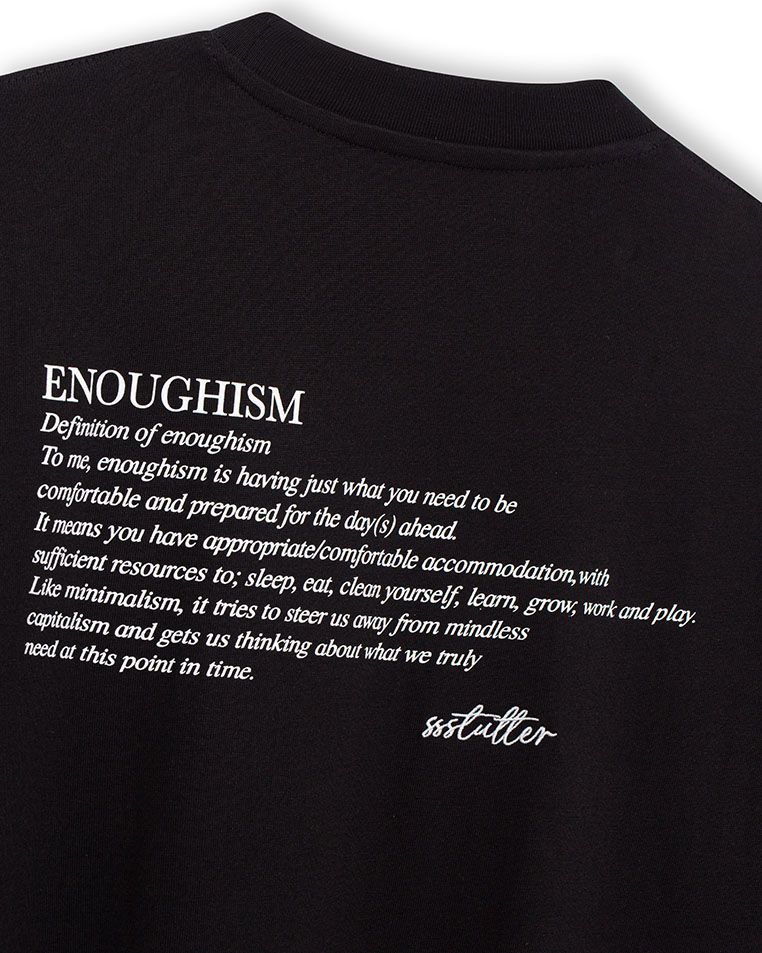 ENOUGHISM
Definition of enoughism
To me, enoughism is having just what you need to be
comfortable and prepared for the day(s) ahead.
It means you have appropriate/comfortable accommodation, with
sufficient resources to; sleep, eat, clean yourself, learn, grow, work and play.
Like minimalism, it tries to steer us away from mindless
capitalism and gets us thinking about what we truly
need at this point in time.
ssstutter